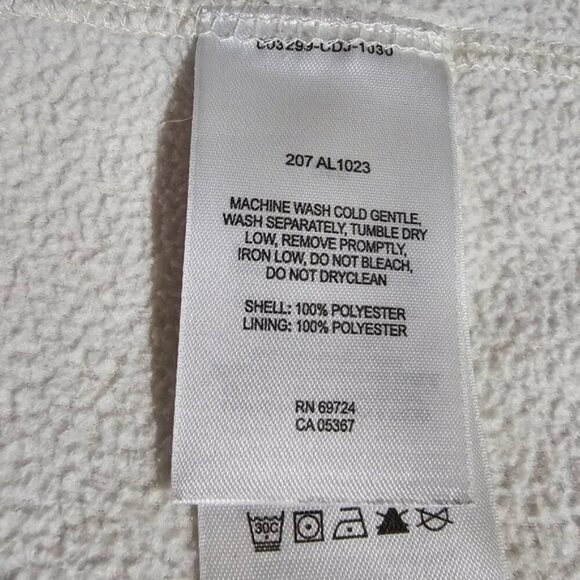 207 AL1023
MACHINE WASH COLD GENTLE,
WASH SEPARATELY, TUMBLE DRY
LOW, REMOVE PROMPTLY,
IRON LOW, DO NOT BLEACH,
DO NOT DRYCLEAN
SHELL: 100% POLYESTER
LINING: 100% POLYESTER
RN 69724
CA 05367
30C